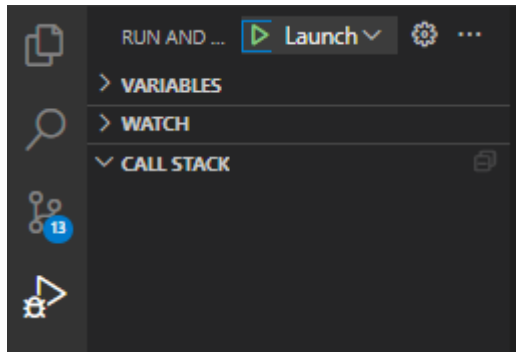 RUN AND ... Launch
VARIABLES
WATCH
CALL STACK
13